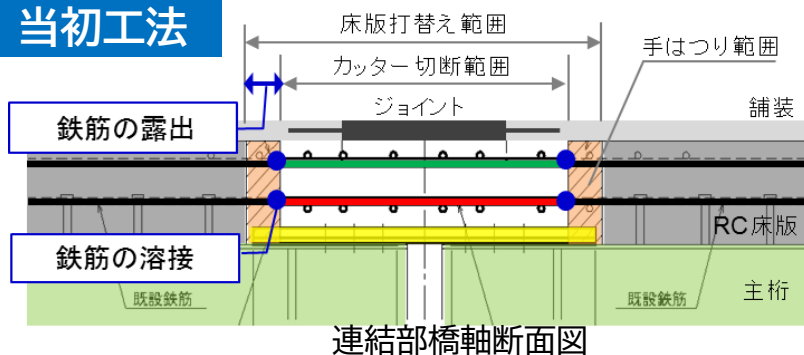 当初工法
床版打替え範囲
手はつり範囲
カッター切断範囲
ジョイント
舗装
鉄筋の露出
RC床版
鉄筋の溶接
主桁
既設鉄筋
既設鉄筋
連結部橋軸断面図